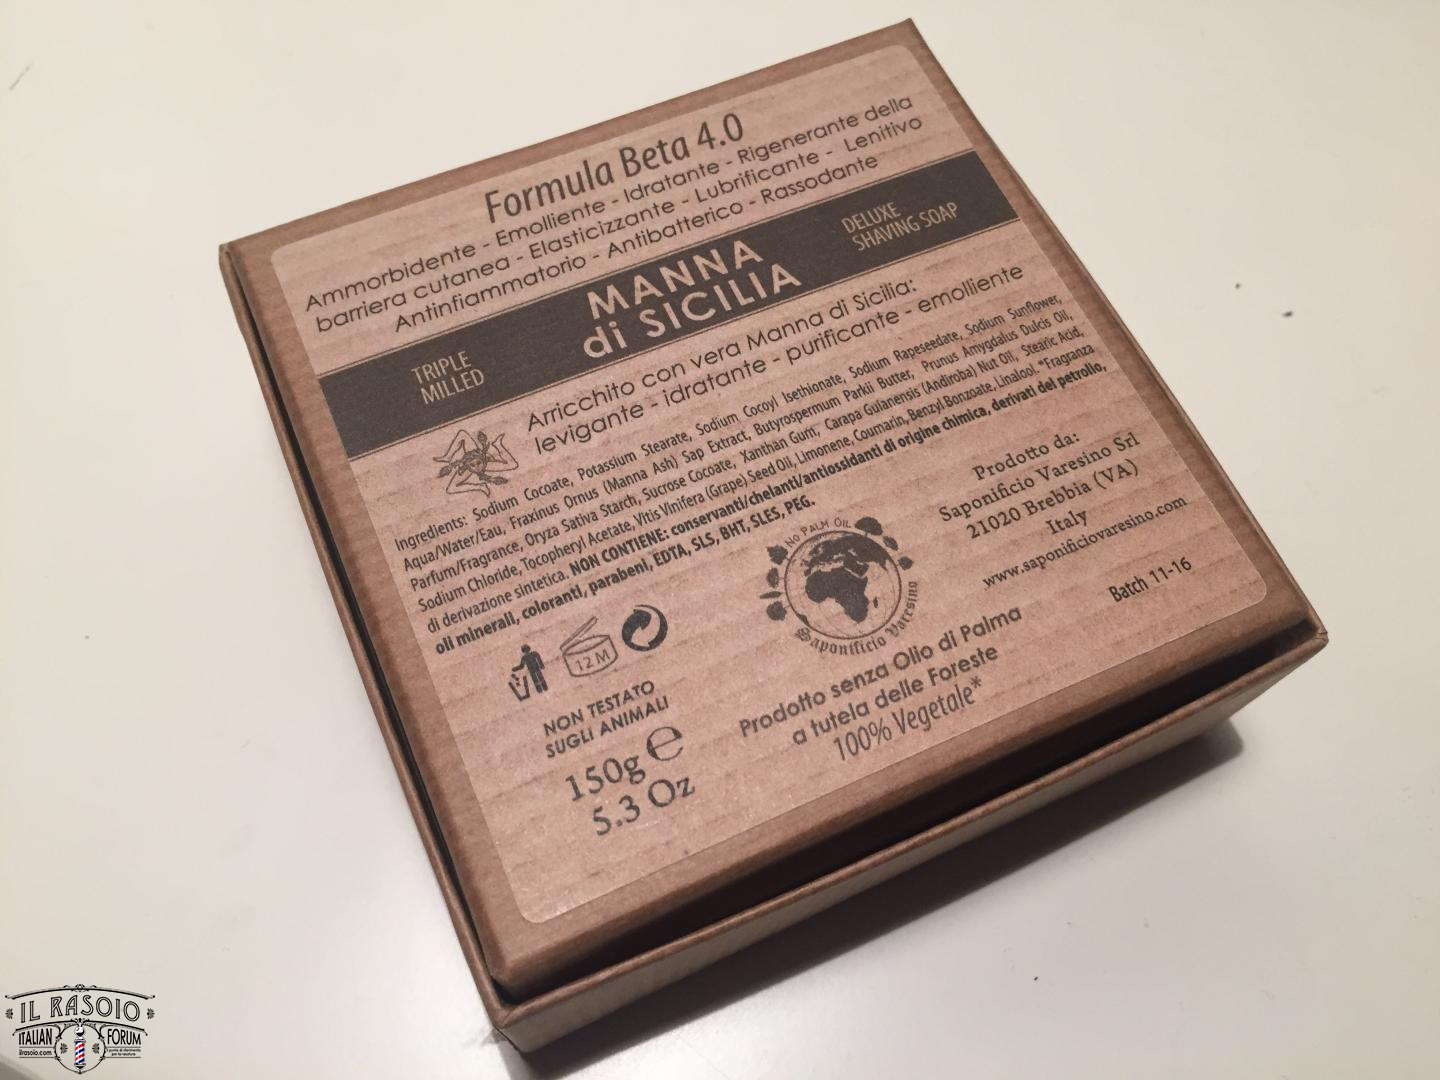 Formula Beta 4.0
Ammorbidente - Emolliente - Idratante - Rigenerante della
barriera cutanea - Elasticizzante - Lubrificante - Lenitivo
Antinfiammatorio - Antibatterico - Rassodante
TRIPLE
MILLED
MANNA
di SICILIA
DELUXE
SHAVING SOAP
Arricchito con vera Manna di Sicilia:
levigante - idratante - purificante - emolliente
Ingredients: Sodium Cocoate, Potassium Stearate, Sodium Cocoyl Isethionate, Sodium Rapeseedate, Sodium Sunflower,
Aqua/Water/Eau, Fraxinus Ornus (Manna Ash) Sap Extract, Butyrospermum Parkii Butter, Prunus Amygdalus Dulcis Oil,
Parfum/Fragrance, Oryza Sativa Starch, Sucrose Cocoate, Xanthan Gum, Carapa Guianensis (Andiroba) Nut Oil, Stearic Acid,
Sodium Chloride, Tocopheryl Acetate, Vitis Vinifera (Grape) Seed Oil, Limonene, Coumarin, Benzyl Bonzoate, Linalool. *Fragranza
di derivazione sintetica. NON CONTIENE: conservanti/chelanti/antiossidanti di origine chimica, derivati del petrolio,
oli minerali, coloranti, parabeni, EDTA, SLS, BHT, SLES, PEG.
12 M
NON TESTATO
SUGLI ANIMALI
150g e
5.3 Oz
NO PALM OIL
Saponificio Varesino
Prodotto senza Olio di Palma
a tutela delle Foreste
100% Vegetale*
Prodotto da:
Saponificio Varesino Srl
21020 Brebbia (VA)
Italy
www.saponificiovaresino.com
Batch 11-16
IL RASOIO
ITALIAN FORUM
ilrasoio.com